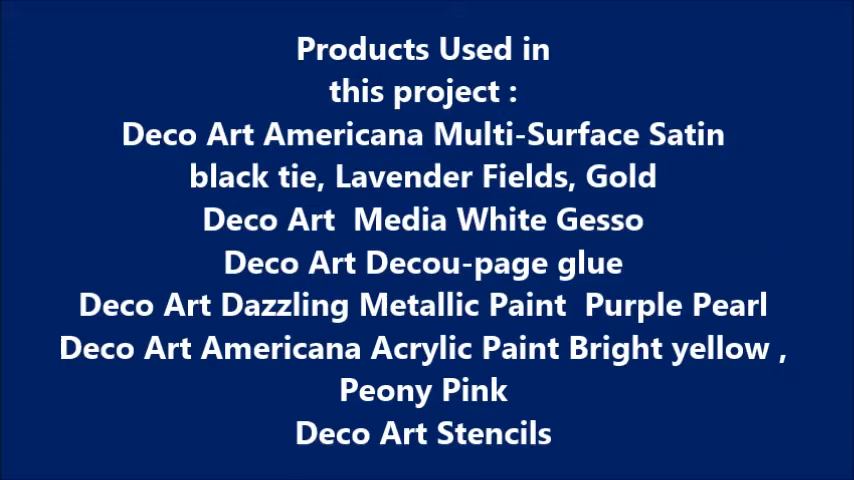 Products Used in
this project :
Deco Art Americana Multi-Surface Satin
black tie, Lavender Fields, Gold
Deco Art  Media White Gesso
Deco Art Decou-page glue
Deco Art Dazzling Metallic Paint  Purple Pearl
Deco Art Americana Acrylic Paint Bright yellow ,
Peony Pink
Deco Art Stencils